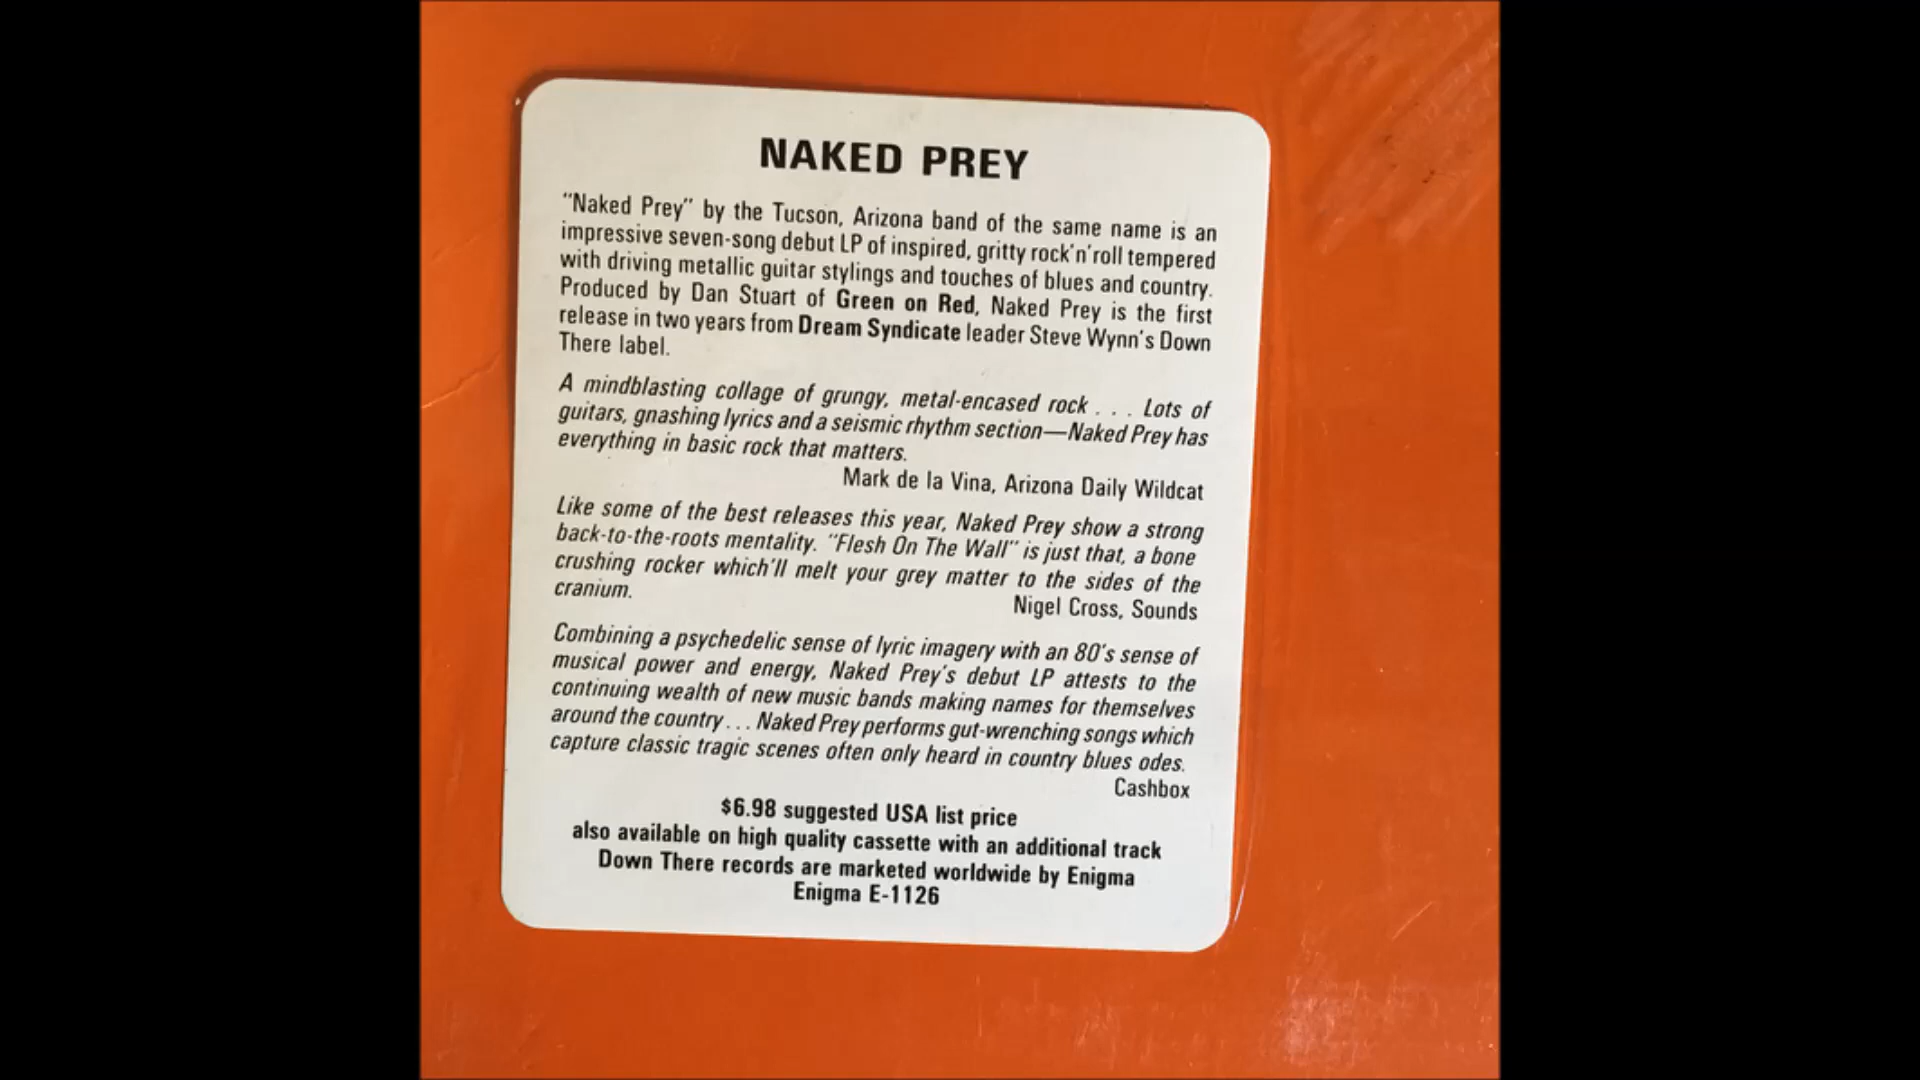 NAKED PREY
“Naked Prey” by the Tucson, Arizona band of the same name is an
impressive seven-song debut LP of inspired, gritty rock'n'roll tempered
with driving metallic guitar stylings and touches of blues and country.
Produced by Dan Stuart of Green on Red, Naked Prey is the first
release in two years from Dream Syndicate leader Steve Wynn's Down
There label.
A mindblasting collage of grungy, metal-encased rock . . . Lots of
guitars, gnashing lyrics and a seismic rhythm section—Naked Prey has
everything in basic rock that matters.
Mark de la Vina, Arizona Daily Wildcat
Like some of the best releases this year, Naked Prey show a strong
back-to-the-roots mentality. “Flesh On The Wall” is just that, a bone
crushing rocker which'll melt your grey matter to the sides of the
cranium.
Nigel Cross, Sounds
Combining a psychedelic sense of lyric imagery with an 80's sense of
musical power and energy, Naked Prey's debut LP attests to the
continuing wealth of new music bands making names for themselves
around the country . . . Naked Prey performs gut-wrenching songs which
capture classic tragic scenes often only heard in country blues odes.
Cashbox
$6.98 suggested USA list price
also available on high quality cassette with an additional track
Down There records are marketed worldwide by Enigma
Enigma E-1126